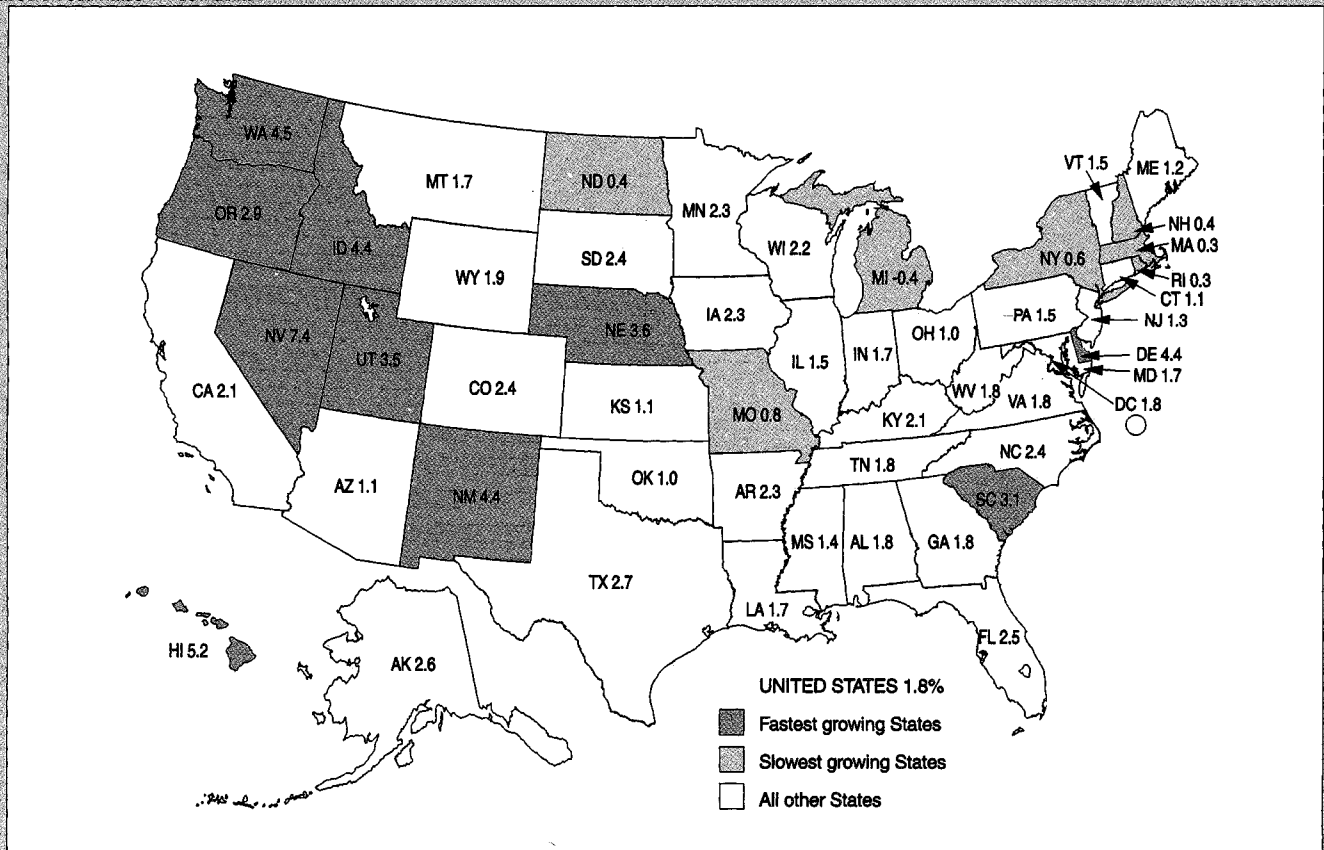 WA 4.5
MT 1.7
ND 0.4
MN 2.3
VT 1.5
ME 1.2
OR 2.9
ID 4.4
WY 1.9
SD 2.4
WI 2.2
MI -0.4
NY 0.6
NH 0.4
MA 0.3
RI 0.3
CT 1.1
NV 7.4
UT 3.5
NE 3.6
IA 2.3
IL 1.5
IN 1.7
OH 1.0
PA 1.5
NJ 1.3
DE 4.4
MD 1.7
CA 2.1
CO 2.4
KS 1.1
MO 0.8
KY 2.1
WV 1.8
VA 1.8
DC 1.8
AZ 1.1
NM 4.4
OK 1.0
AR 2.3
TN 1.8
NC 2.4
SC 3.1
MS 1.4
AL 1.8
GA 1.8
TX 2.7
LA 1.7
FL 2.5
HI 5.2
AK 2.6
UNITED STATES 1.8%
Fastest growing States
Slowest growing States
All other States